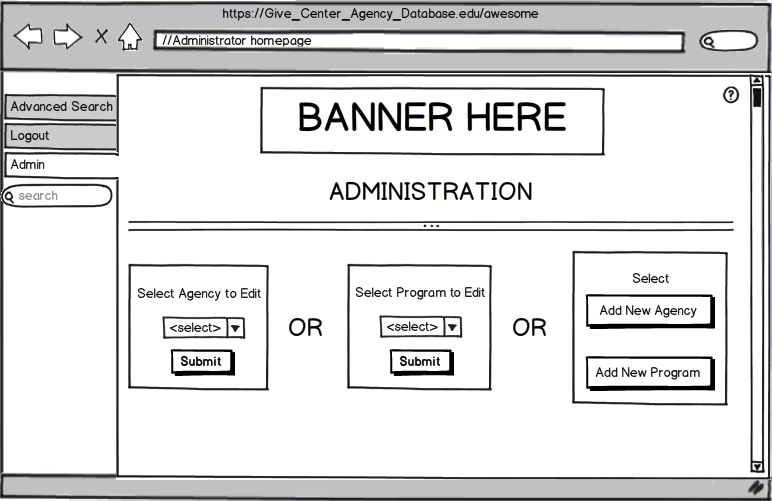 https://Give_Center_Agency_Database.edu/awesome
//Administrator homepage
Advanced Search
Logout
Admin
search
?
BANNER HERE
ADMINISTRATION
Select Agency to Edit
<select>
Submit
OR
Select Program to Edit
<select>
Submit
OR
Select
Add New Agency
Add New Program